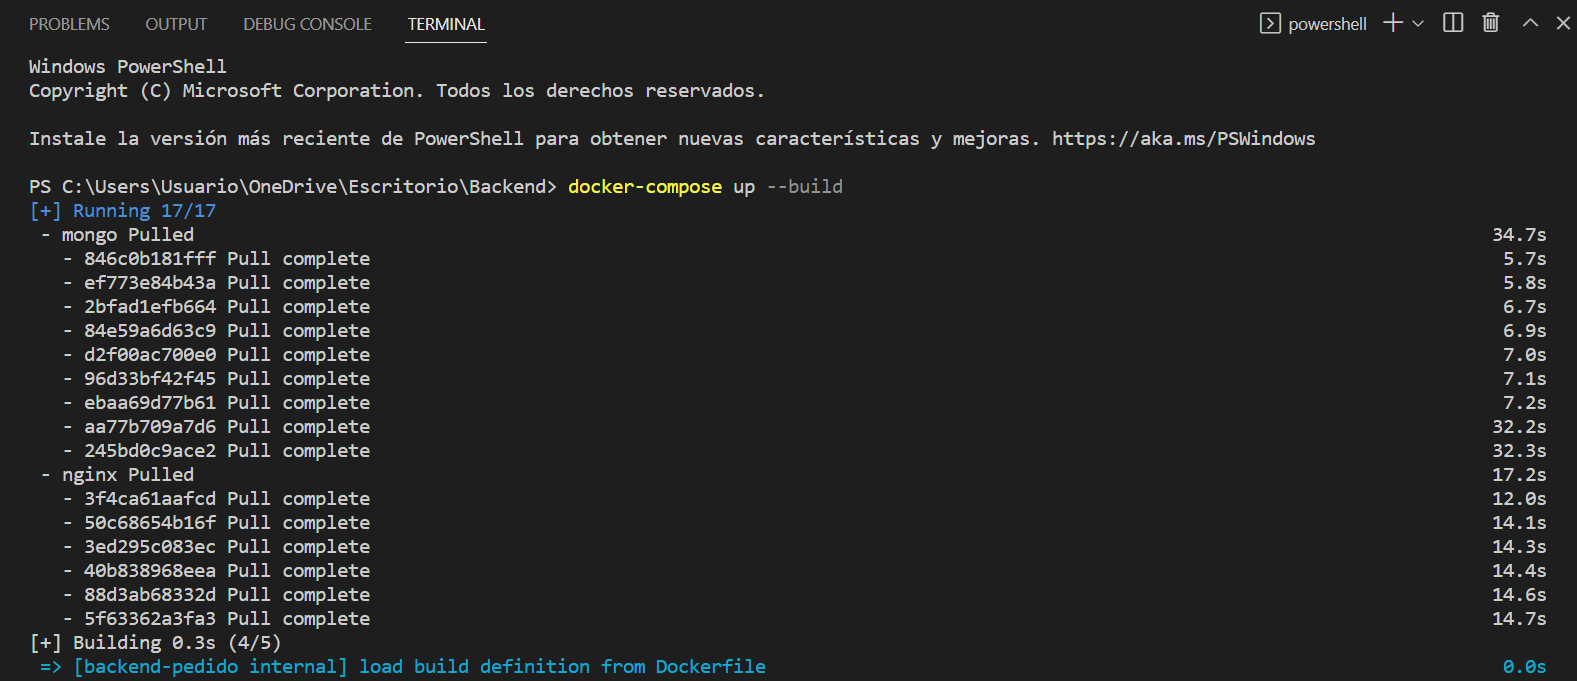 PROBLEMS OUTPUT DEBUG CONSOLE TERMINAL powershell
Windows PowerShell
Copyright (C) Microsoft Corporation. Todos los derechos reservados.
Instale la versión más reciente de PowerShell para obtener nuevas características y mejoras. https://aka.ms/PSWindows
PS C:\Users\Usuario\OneDrive\Escritorio\Backend> docker-compose up --build
[+] Running 17/17
- mongo Pulled 34.7s
- 846c0b181fff Pull complete 5.7s
- ef773e84b43a Pull complete 5.8s
- 2bfad1efb664 Pull complete 6.7s
- 84e59a6d63c9 Pull complete 6.9s
- d2f00ac700e0 Pull complete 7.0s
- 96d33bf42f45 Pull complete 7.1s
- ebaa69d77b61 Pull complete 7.2s
- aa77b709a7d6 Pull complete 32.2s
- 245bd0c9ace2 Pull complete 32.3s
- nginx Pulled 17.2s
- 3f4ca61aafcd Pull complete 12.0s
- 50c68654b16f Pull complete 14.1s
- 3ed295c083ec Pull complete 14.3s
- 40b838968eea Pull complete 14.4s
- 88d3ab68332d Pull complete 14.6s
- 5f63362a3fa3 Pull complete 14.7s
[+] Building 0.3s (4/5)
=> [backend-pedido internal] load build definition from Dockerfile 0.0s